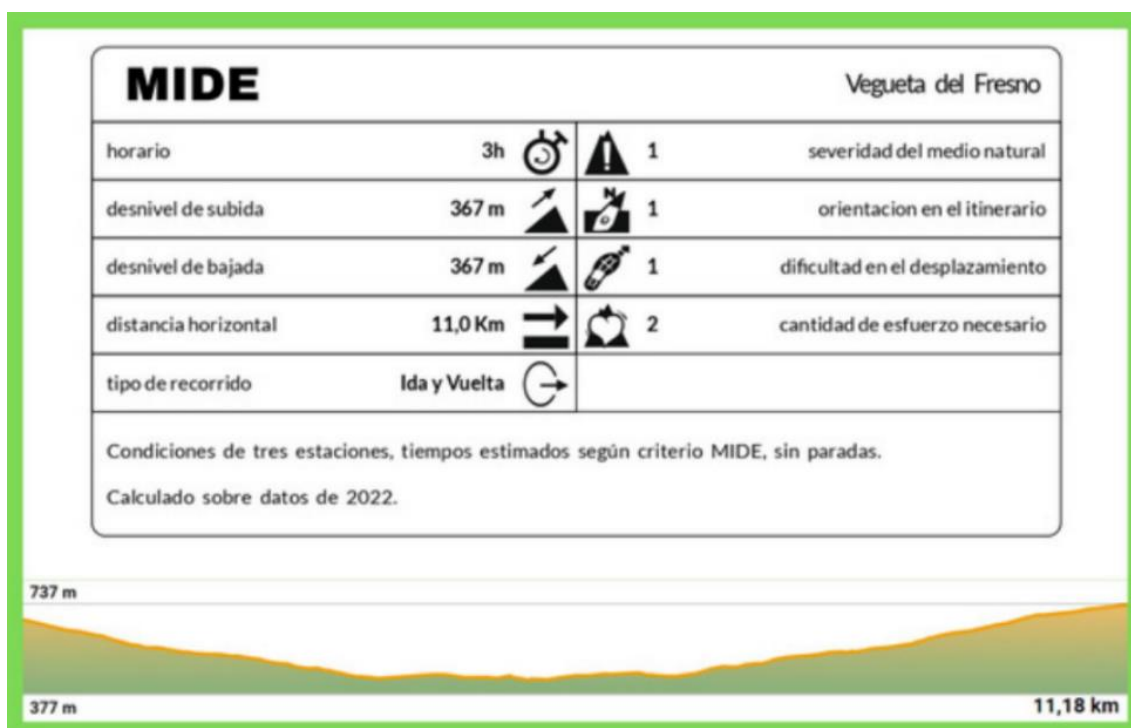 MIDE Vegueta del Fresno
horario 3h 1 severidad del medio natural
desnivel de subida 367 m N 1 orientacion en el itinerario
desnivel de bajada 367 m 1 dificultad en el desplazamiento
distancia horizontal 11,0 Km 2 cantidad de esfuerzo necesario
tipo de recorrido Ida y Vuelta
Condiciones de tres estaciones, tiempos estimados según criterio MIDE, sin paradas.
Calculado sobre datos de 2022.
737 m
377 m 11,18 km